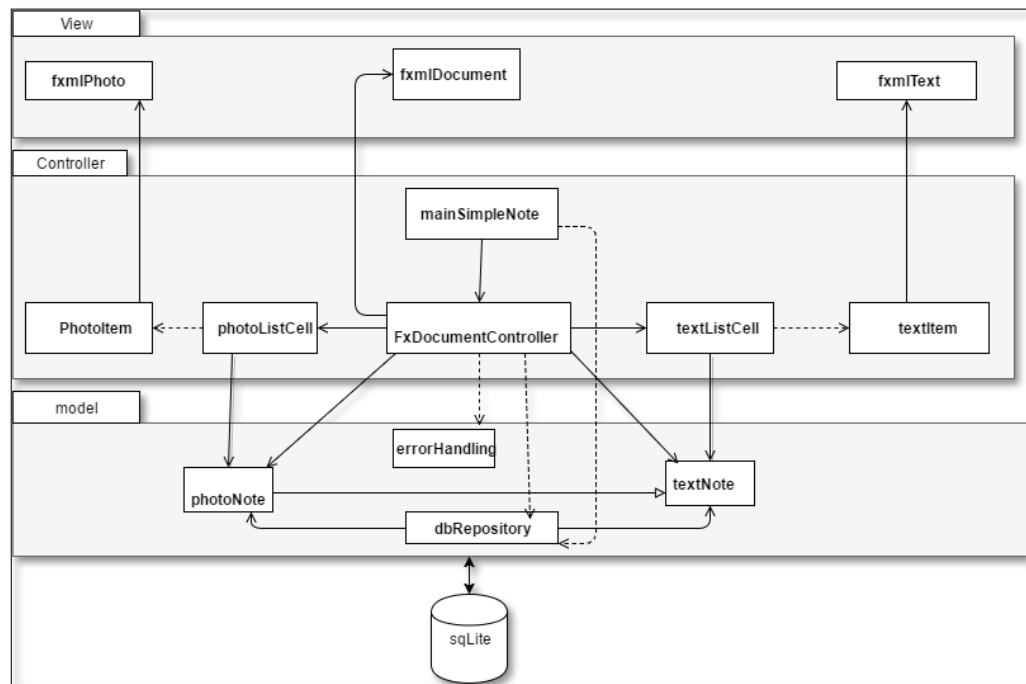 View
fxmlPhoto
fxmlDocument
fxmlText
Controller
mainSimpleNote
PhotoItem
photoListCell
FxDocumentController
textListCell
textItem
model
errorHandling
photoNote
textNote
dbRepository
sqLite